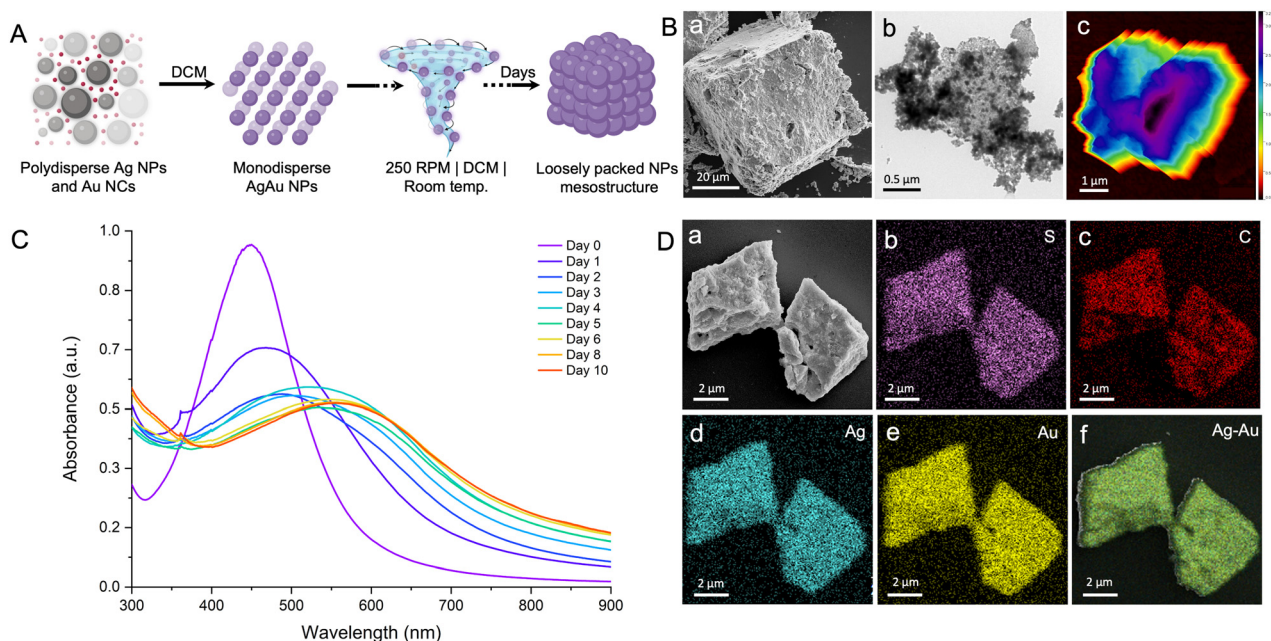 A
DCM
Days
Polydisperse Ag NPs
and Au NCs
Monodisperse
AgAu NPs
250 RPM | DCM |
Room temp.
Loosely packed NPs
mesostructure
B
a
20 µm
b
0.5 µm
c
1 µm
C
Absorbance (a.u.)
1.0
0.8
0.7
0.5
0.3
0.2
0.0
300
400
500
600
700
800
900
Wavelength (nm)
Day 0
Day 1
Day 2
Day 3
Day 4
Day 5
Day 6
Day 8
Day 10
D
a
2 µm
b
S
2 µm
c
C
2 µm
d
Ag
2 µm
e
Au
2 µm
f
Ag-Au
2 µm